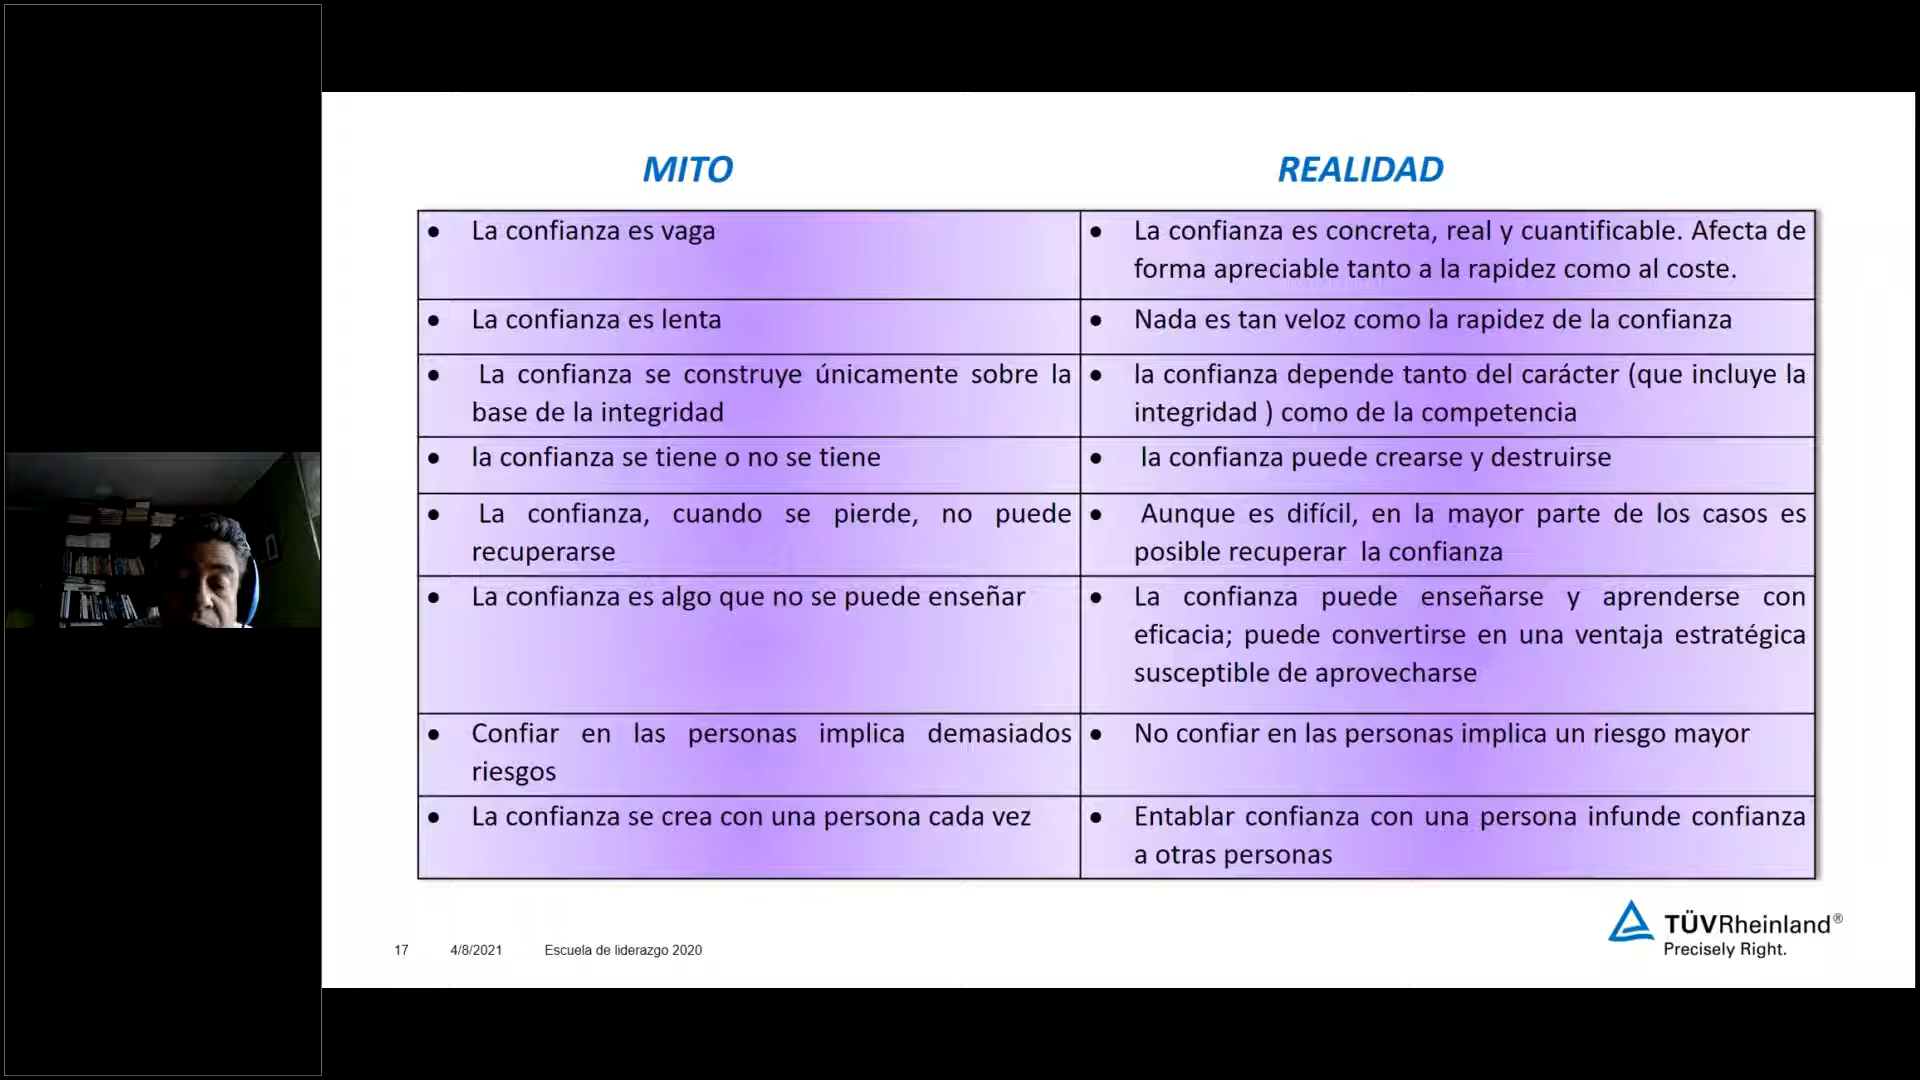 MITO
REALIDAD
• La confianza es vaga
• La confianza es concreta, real y cuantificable. Afecta de
forma apreciable tanto a la rapidez como al coste.
• La confianza es lenta
• Nada es tan veloz como la rapidez de la confianza
• La confianza se construye únicamente sobre la
base de la integridad
• la confianza depende tanto del carácter (que incluye la
integridad ) como de la competencia
• la confianza se tiene o no se tiene
• la confianza puede crearse y destruirse
• La confianza, cuando se pierde, no puede
recuperarse
• Aunque es difícil, en la mayor parte de los casos es
posible recuperar la confianza
• La confianza es algo que no se puede enseñar
• La confianza puede enseñarse y aprenderse con
eficacia; puede convertirse en una ventaja estratégica
susceptible de aprovecharse
• Confiar en las personas implica demasiados
riesgos
• No confiar en las personas implica un riesgo mayor
• La confianza se crea con una persona cada vez
• Entablar confianza con una persona infunde confianza
a otras personas
TÜVRheinland®
Precisely Right.
17 4/8/2021 Escuela de liderazgo 2020